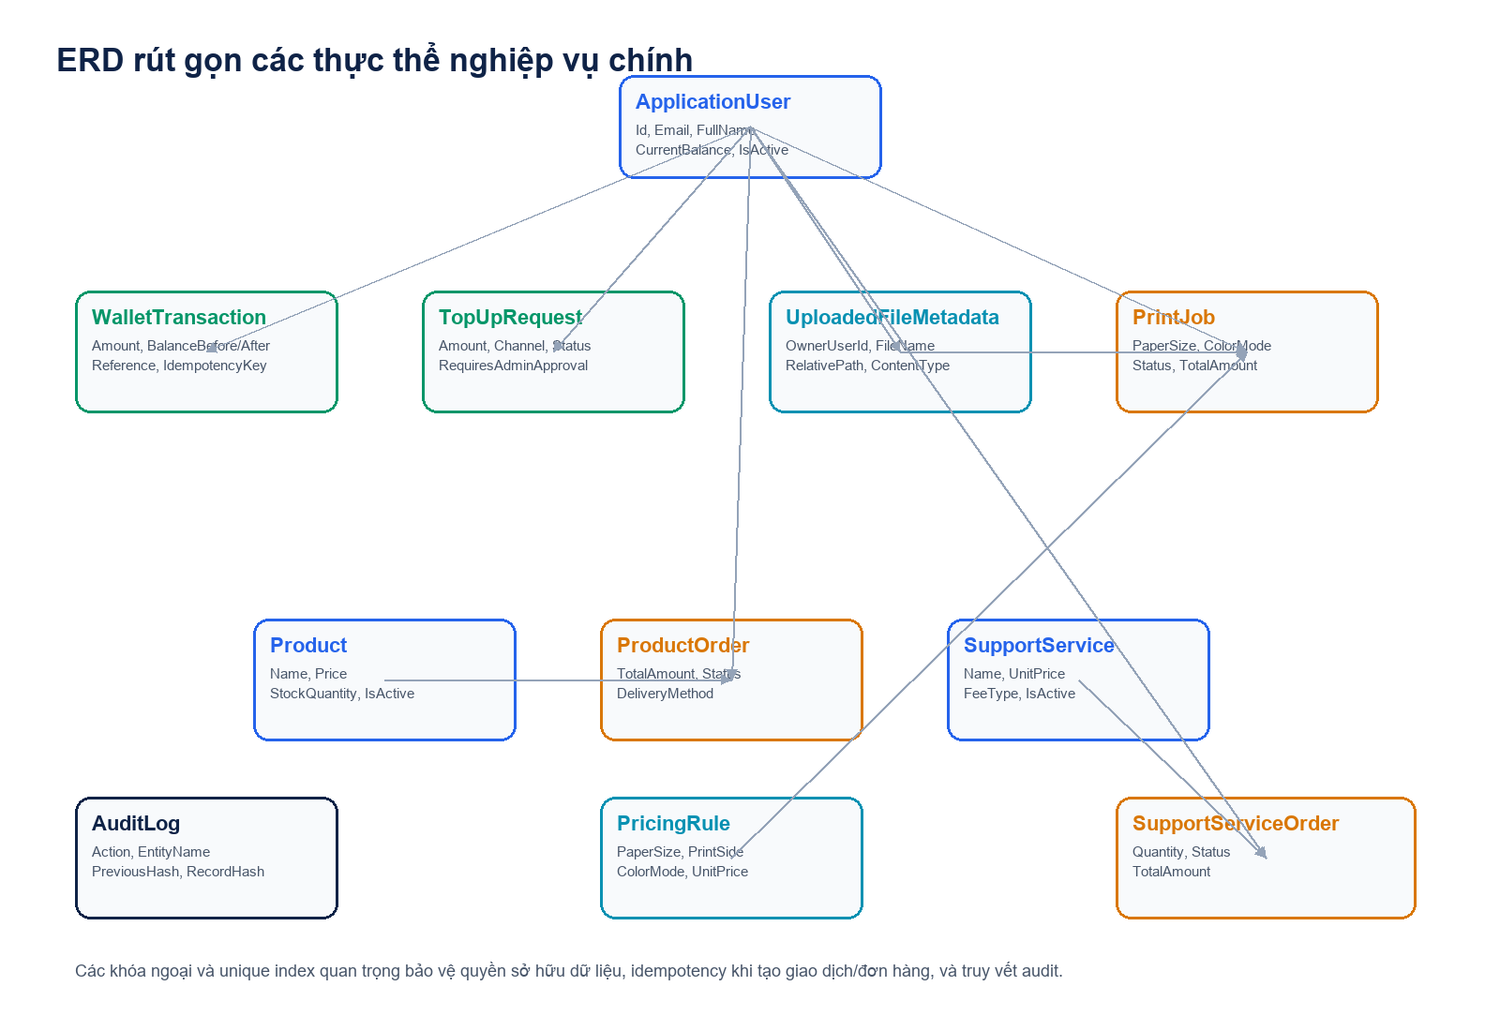 ERD rút gọn các thực thể nghiệp vụ chính
ApplicationUser
Id, Email, FullName
CurrentBalance, IsActive
WalletTransaction
Amount, BalanceBefore/After
Reference, IdempotencyKey
TopUpRequest
Amount, Channel, Status
RequiresAdminApproval
UploadedFileMetadata
OwnerUserId, FileName
RelativePath, ContentType
PrintJob
PaperSize, ColorMode
Status, TotalAmount
Product
Name, Price
StockQuantity, IsActive
ProductOrder
TotalAmount, Status
DeliveryMethod
SupportService
Name, UnitPrice
FeeType, IsActive
AuditLog
Action, EntityName
PreviousHash, RecordHash
PricingRule
PaperSize, PrintSide
ColorMode, UnitPrice
SupportServiceOrder
Quantity, Status
TotalAmount
Các khóa ngoại và unique index quan trọng bảo vệ quyền sở hữu dữ liệu, idempotency khi tạo giao dịch/đơn hàng, và truy vết audit.